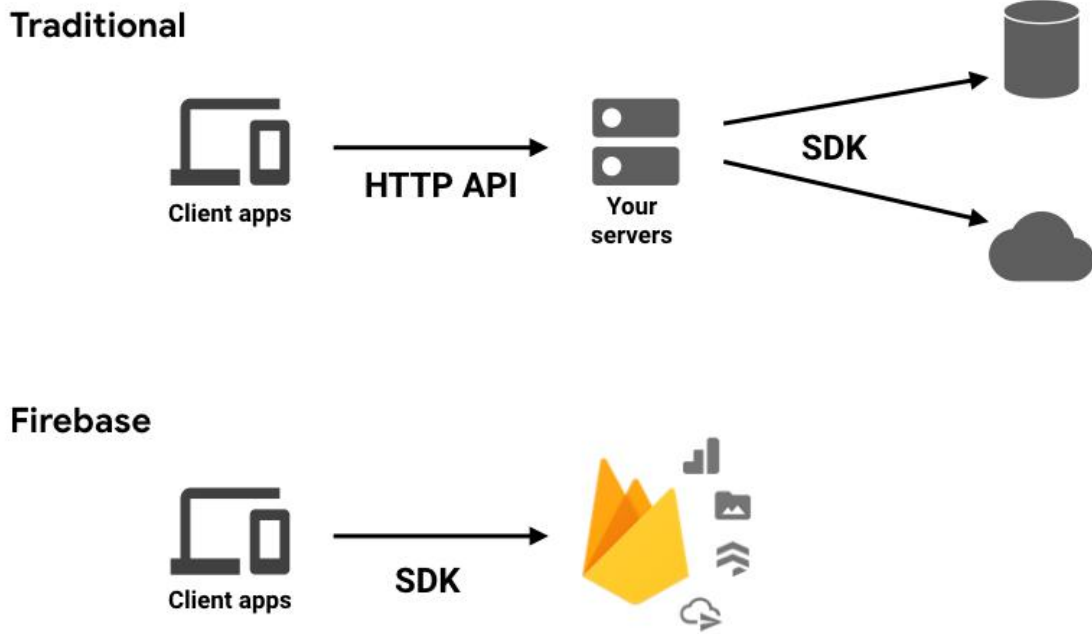 Traditional
SDK
HTTP API
Client apps
Your
servers
Firebase
SDK
Client apps